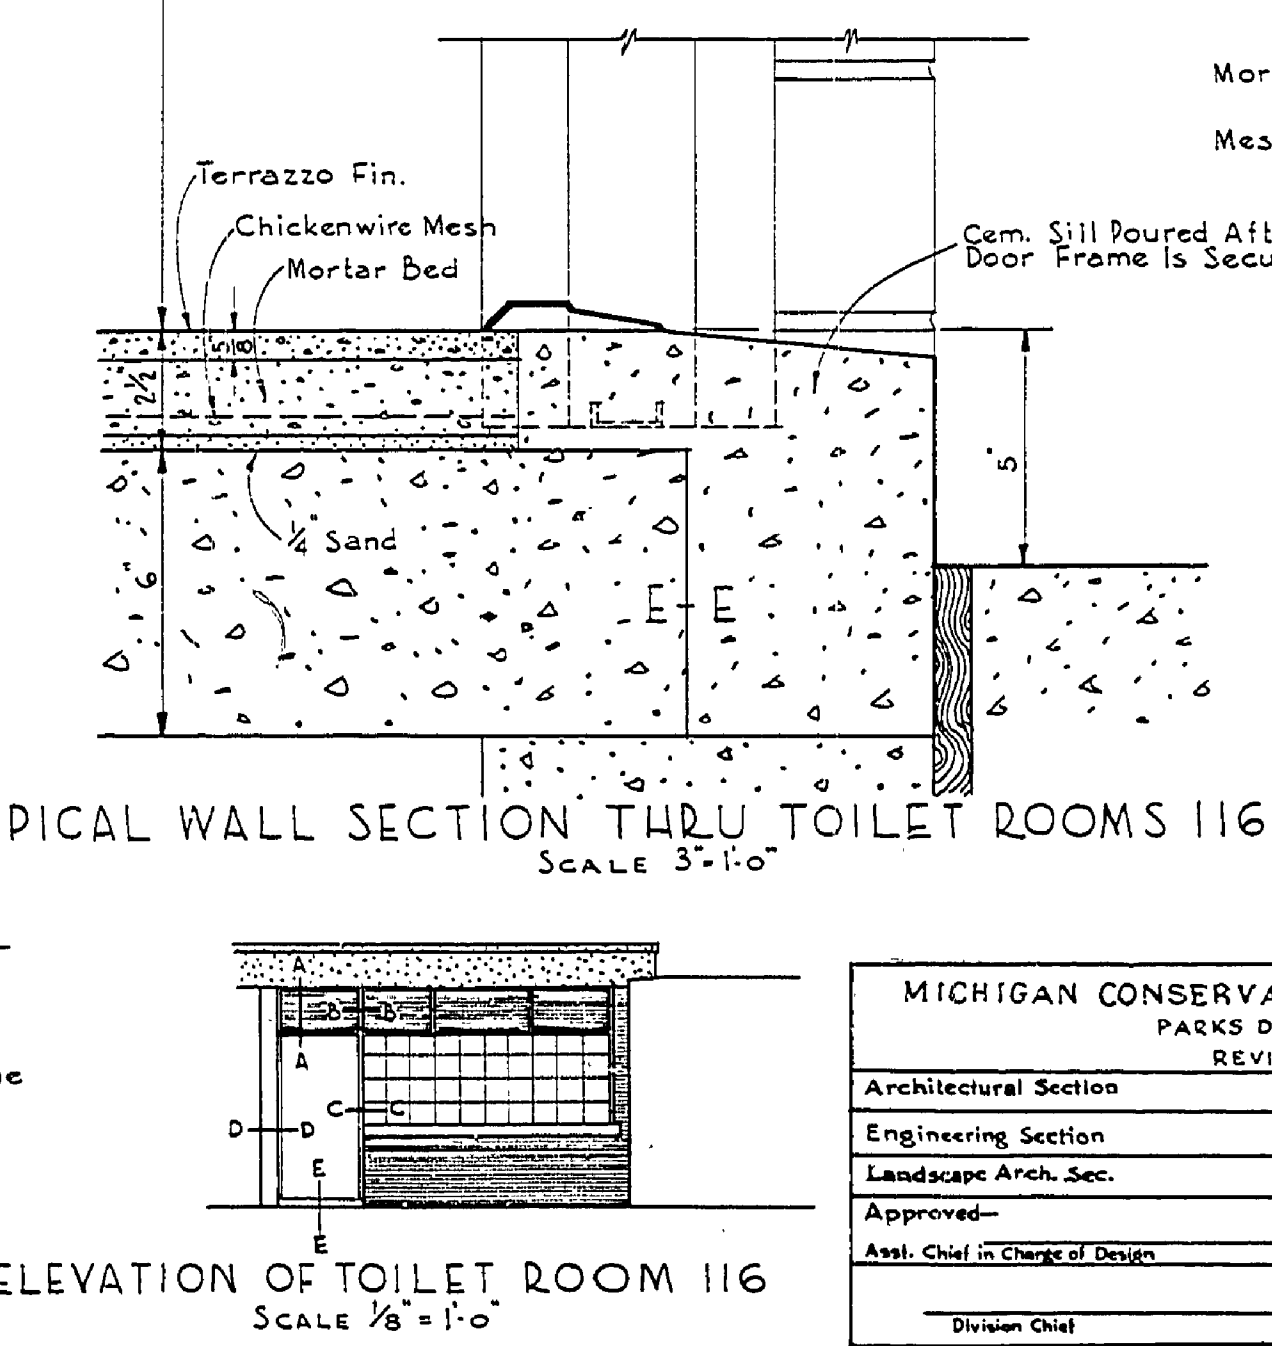 Mor
Mes
Terrazzo Fin.
Chickenwire Mesh
Mortar Bed
Cem. Sill Poured Aft
Door Frame Is Secu
5/8
2½"
5"
¼" Sand
6"
E E
PICAL WALL SECTION THRU TOILET ROOMS 116
SCALE 3"=1'-0"
A
B B
A
C C
D D
E
E
ELEVATION OF TOILET ROOM 116
SCALE 1/8"=1'-0"
MICHIGAN CONSERVA
PARKS D
REVI
Architectural Section
Engineering Section
Landscape Arch. Sec.
Approved—
Asst. Chief in Charge of Design
Division Chief